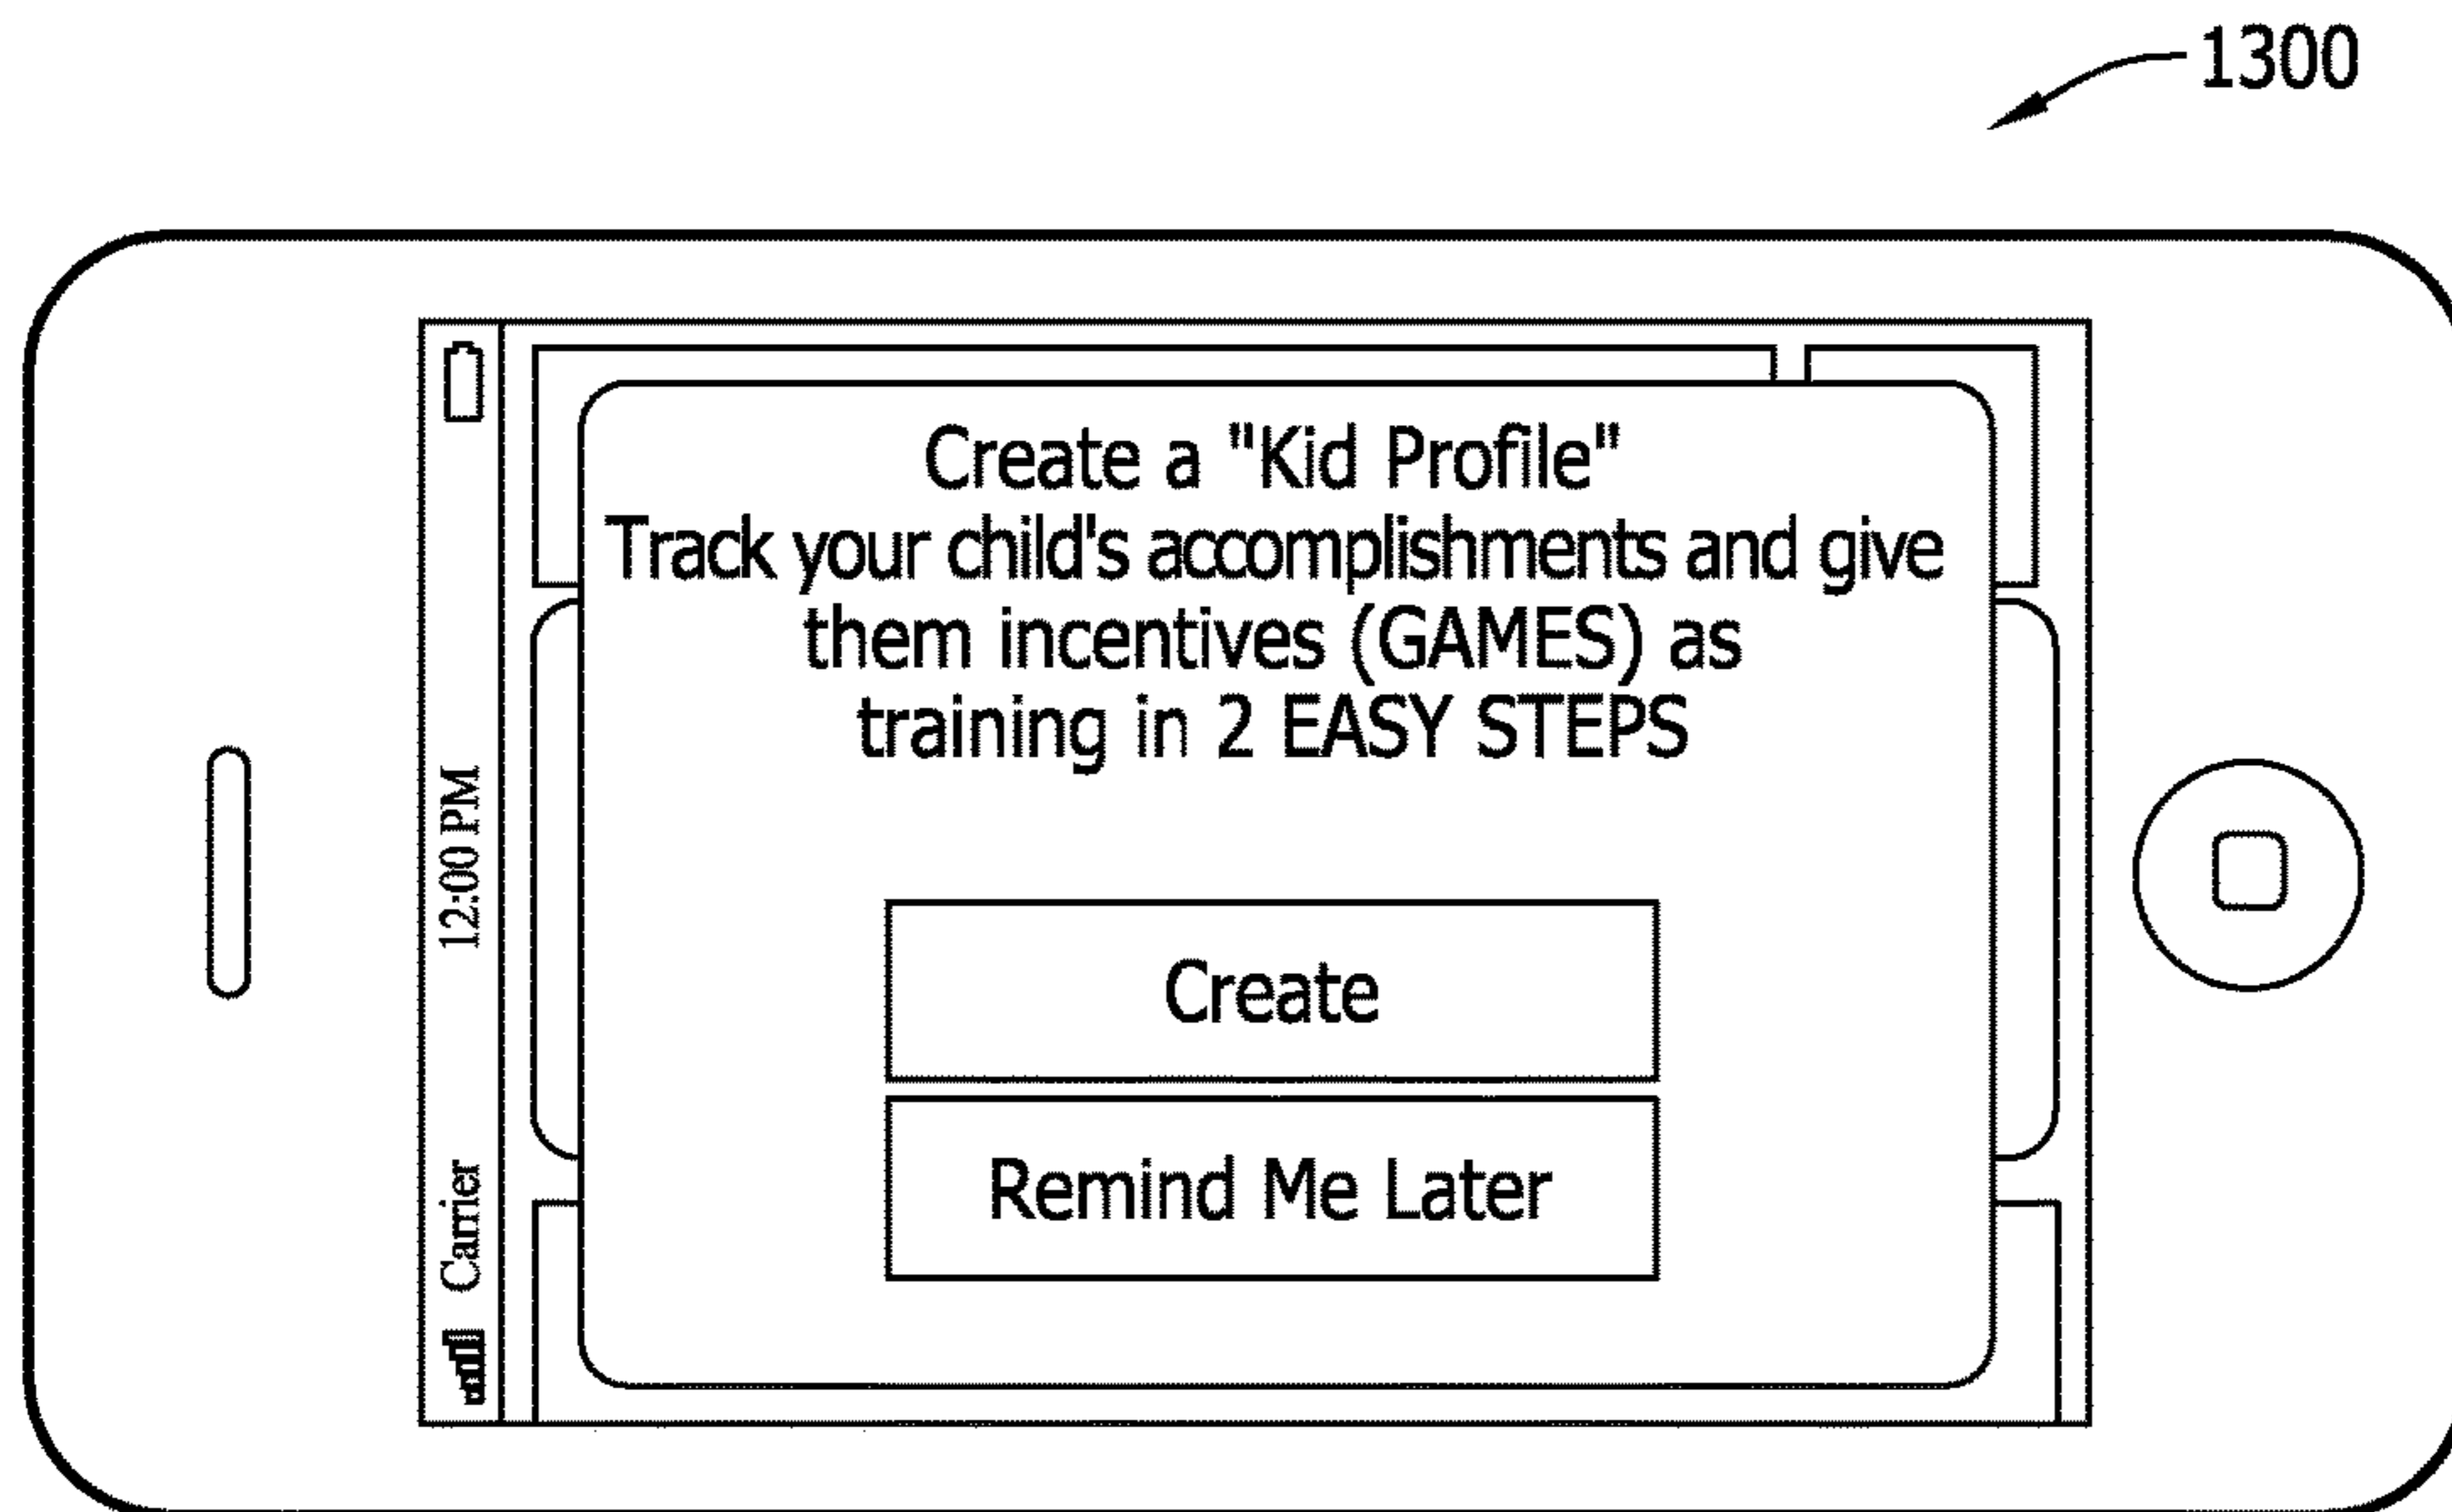 1300
Carrier
12:00 PM
Create a "Kid Profile"
Track your child's accomplishments and give
them incentives (GAMES) as
training in 2 EASY STEPS
Create
Remind Me Later